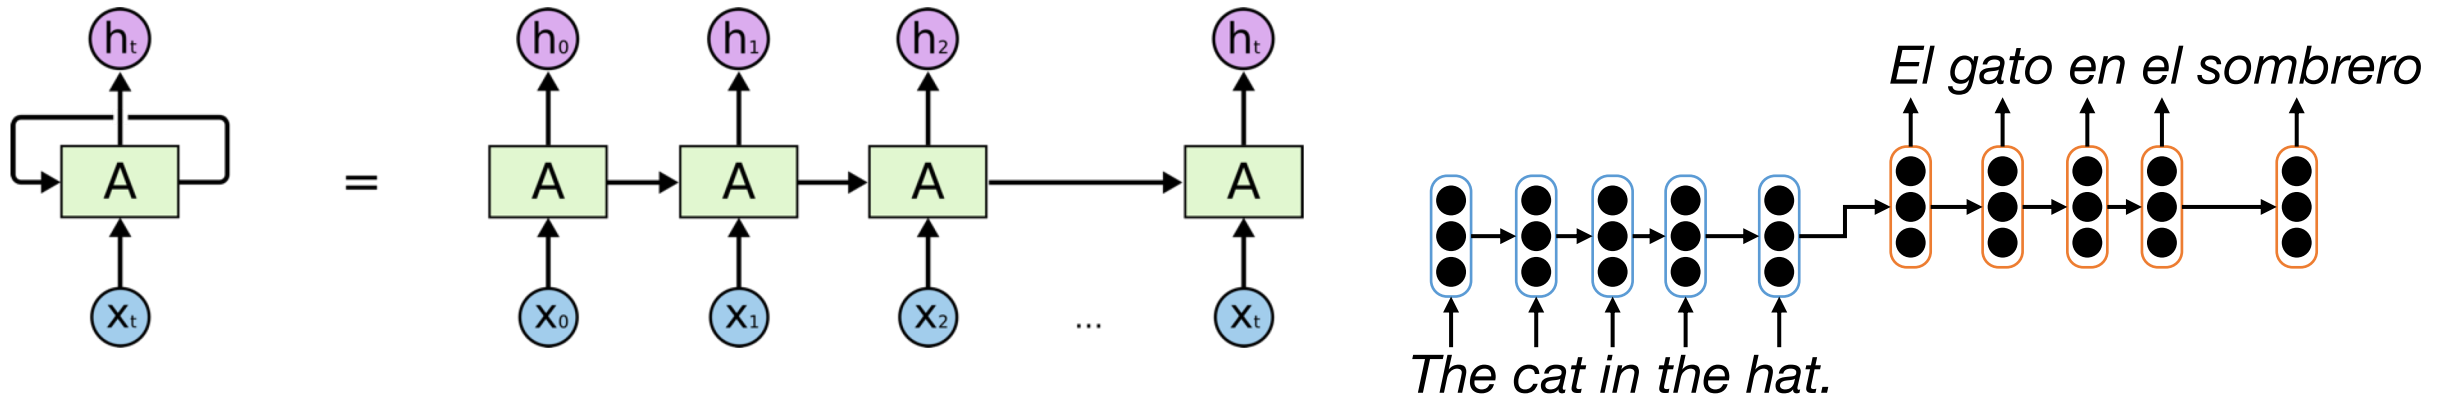 hₜ h₀ h₁ h₂ hₜ
El gato en el sombrero
A = A A A A
xₜ x₀ x₁ x₂ ... xₜ
The cat in the hat.